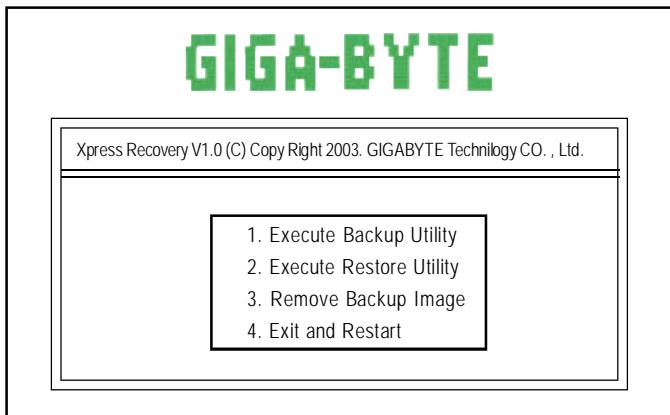 GIGA-BYTE
Xpress Recovery V1.0 (C) Copy Right 2003. GIGABYTE Technilogy CO. , Ltd.
1. Execute Backup Utility
2. Execute Restore Utility
3. Remove Backup Image
4. Exit and Restart